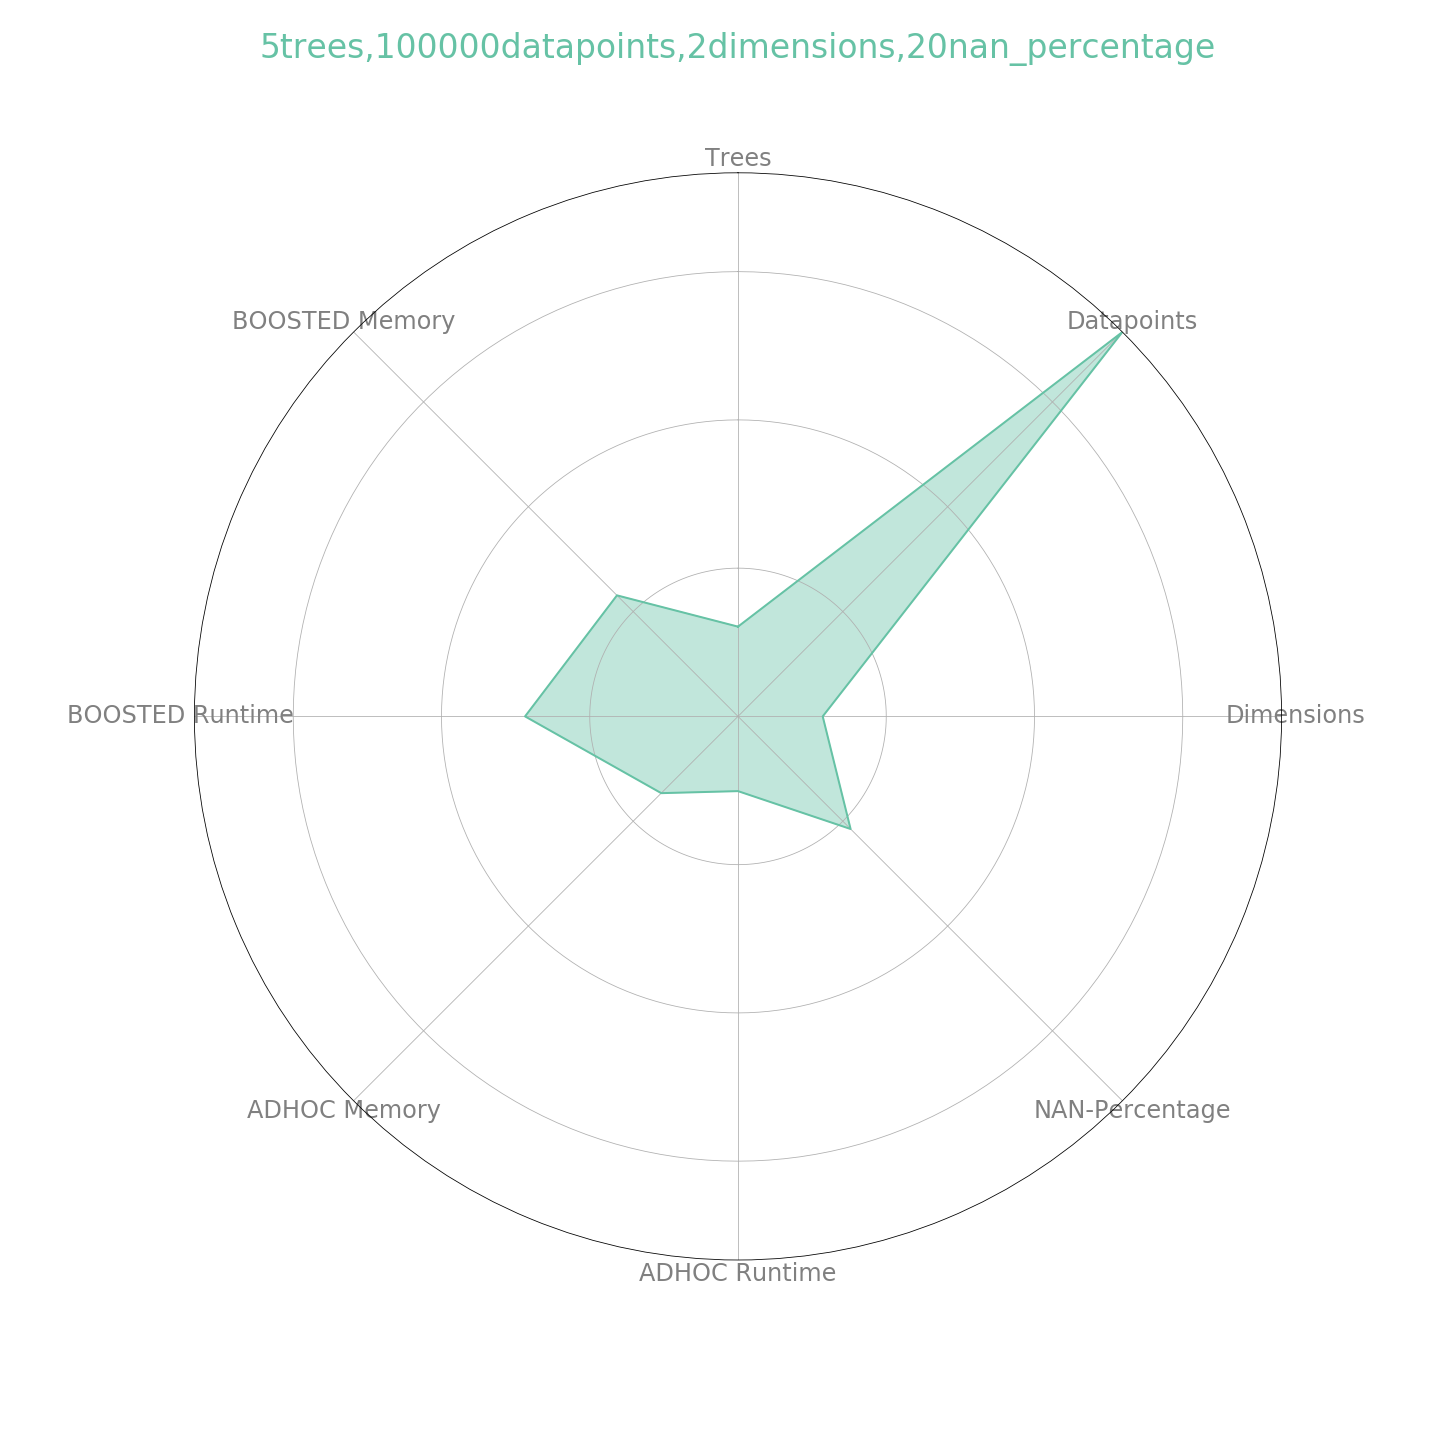 5trees,100000datapoints,2dimensions,20nan_percentage
Trees
BOOSTED Memory
Datapoints
BOOSTED Runtime
Dimensions
ADHOC Memory
NAN-Percentage
ADHOC Runtime